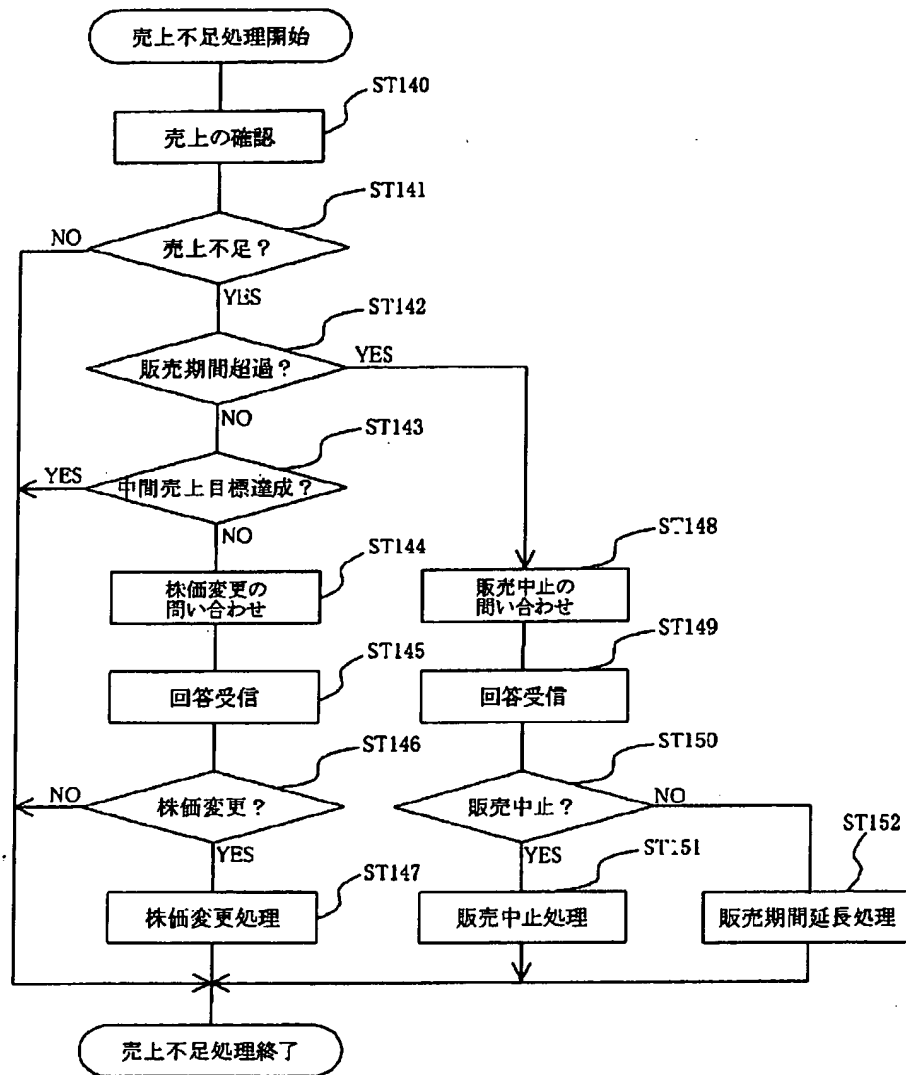 売上不足処理開始
ST140
売上の確認
ST141
NO
売上不足？
YES
ST142
販売期間超過？
YES
NO
ST143
YES
中間売上目標達成？
NO
ST144
株価変更の
問い合わせ
ST148
販売中止の
問い合わせ
ST145
回答受信
ST149
回答受信
ST146
NO
株価変更？
YES
ST150
販売中止？
NO
YES
ST147
株価変更処理
ST151
販売中止処理
ST152
販売期間延長処理
売上不足処理終了